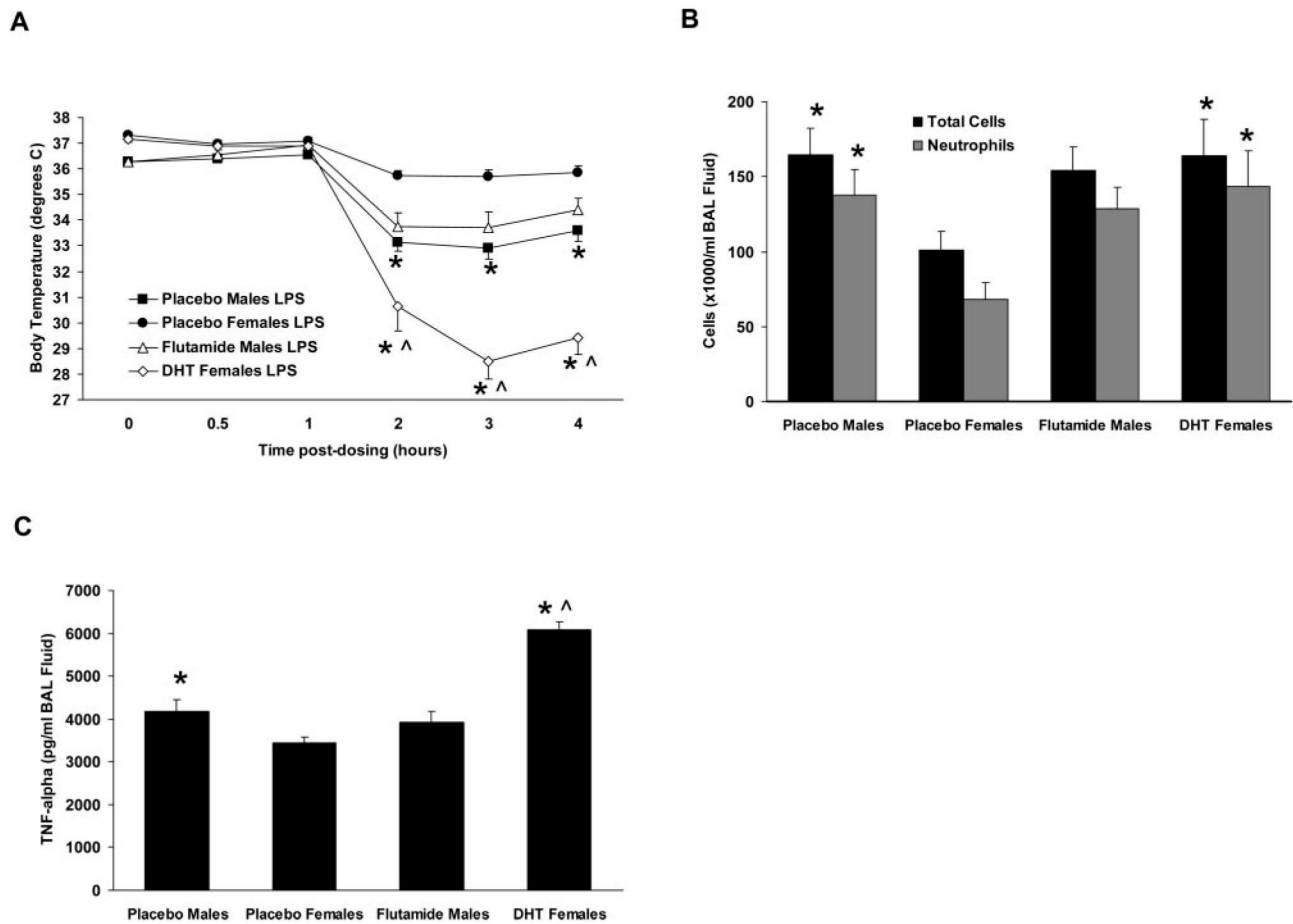 A
38
37
36
35
34
33
32
31
30
29
28
27
Body Temperature (degrees C)
Placebo Males LPS
Placebo Females LPS
Flutamide Males LPS
DHT Females LPS
* * *
* ^ * ^ * ^
0 0.5 1 2 3 4
Time post-dosing (hours)
B
200
150
100
50
0
Cells (x1000/ml BAL Fluid)
Total Cells
Neutrophils
* * * *
Placebo Males Placebo Females Flutamide Males DHT Females
C
7000
6000
5000
4000
3000
2000
1000
0
TNF-alpha (pg/ml BAL Fluid)
* * ^
Placebo Males Placebo Females Flutamide Males DHT Females